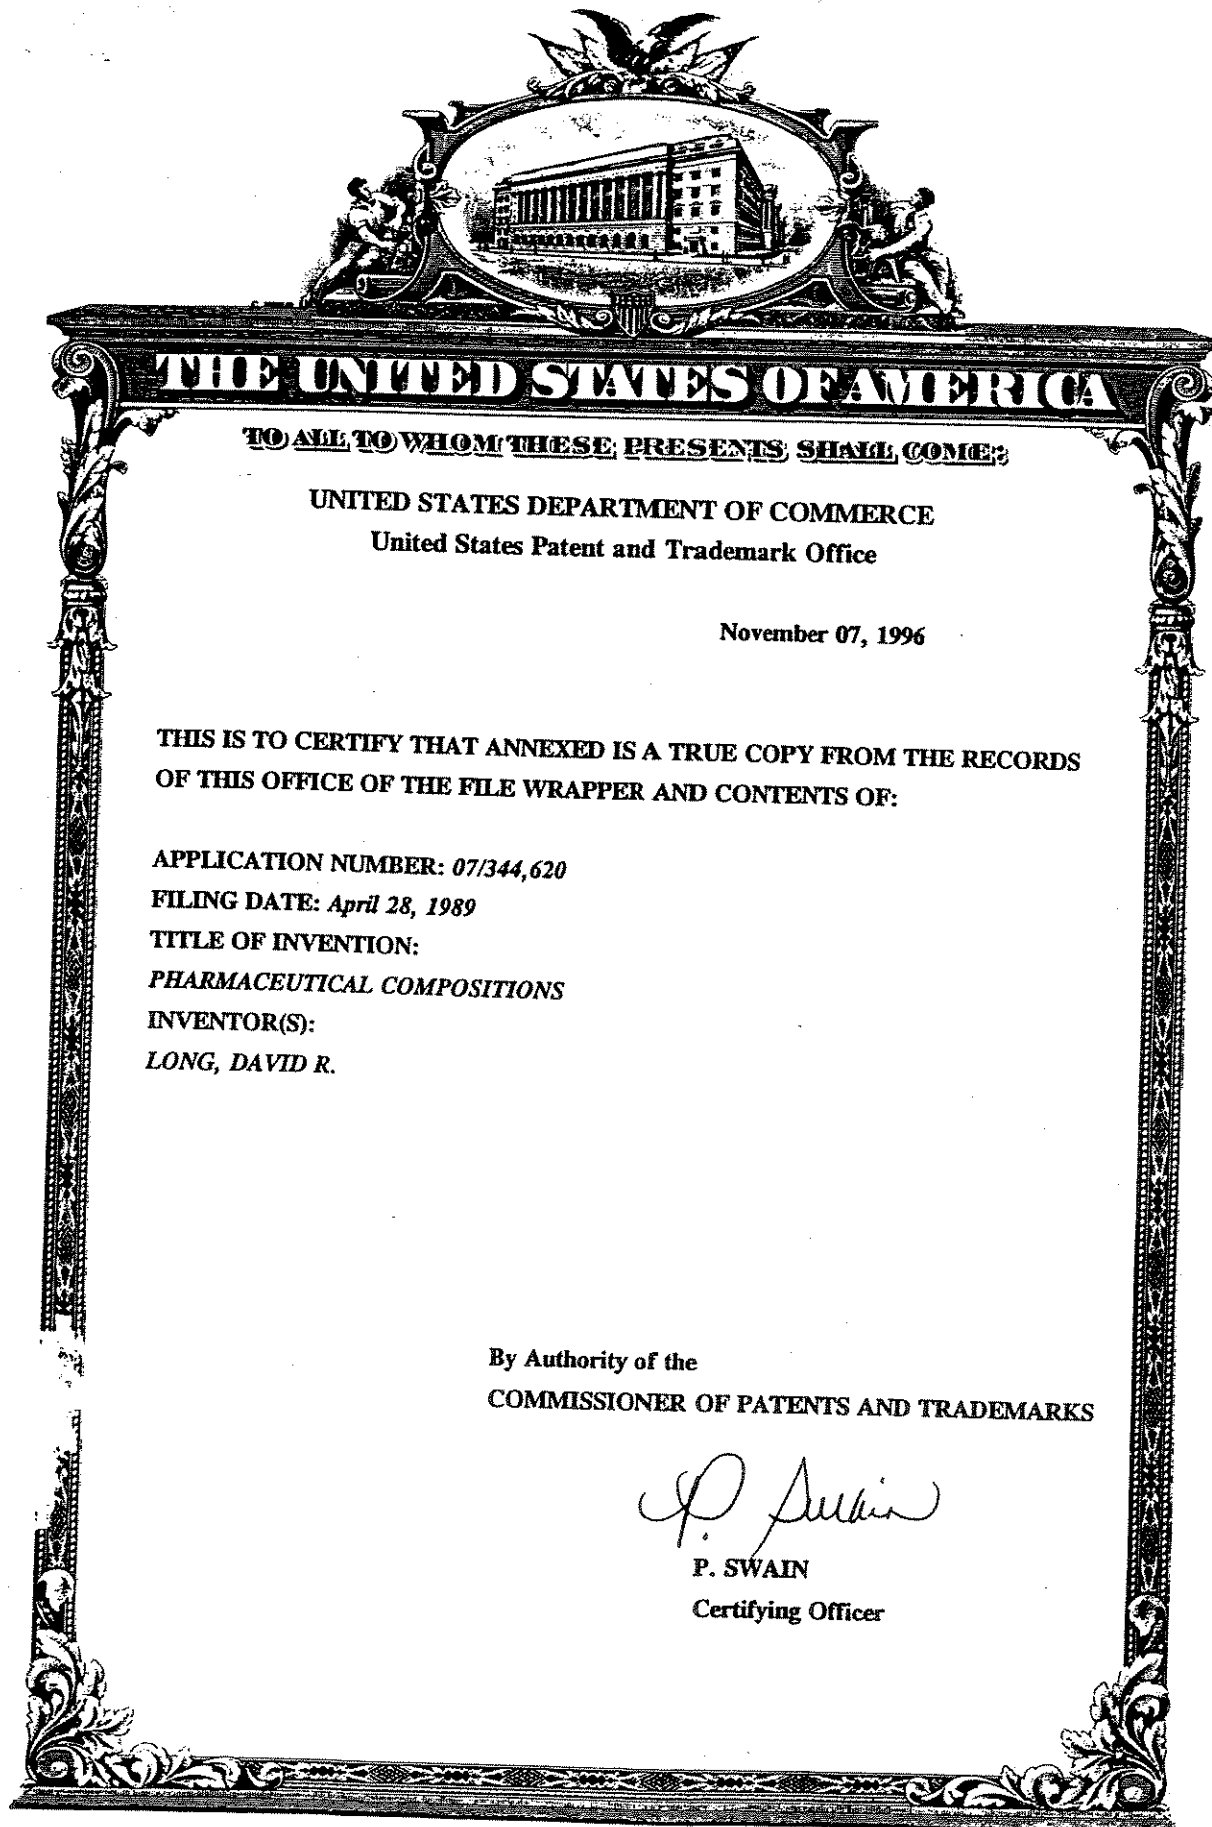 THE UNITED STATES OF AMERICA
TO ALL TO WHOM THESE PRESENTS SHALL COME:
UNITED STATES DEPARTMENT OF COMMERCE
United States Patent and Trademark Office
November 07, 1996
THIS IS TO CERTIFY THAT ANNEXED IS A TRUE COPY FROM THE RECORDS
OF THIS OFFICE OF THE FILE WRAPPER AND CONTENTS OF:
APPLICATION NUMBER: 07/344,620
FILING DATE: April 28, 1989
TITLE OF INVENTION:
PHARMACEUTICAL COMPOSITIONS
INVENTOR(S):
LONG, DAVID R.
By Authority of the
COMMISSIONER OF PATENTS AND TRADEMARKS
P. Swain
P. SWAIN
Certifying Officer